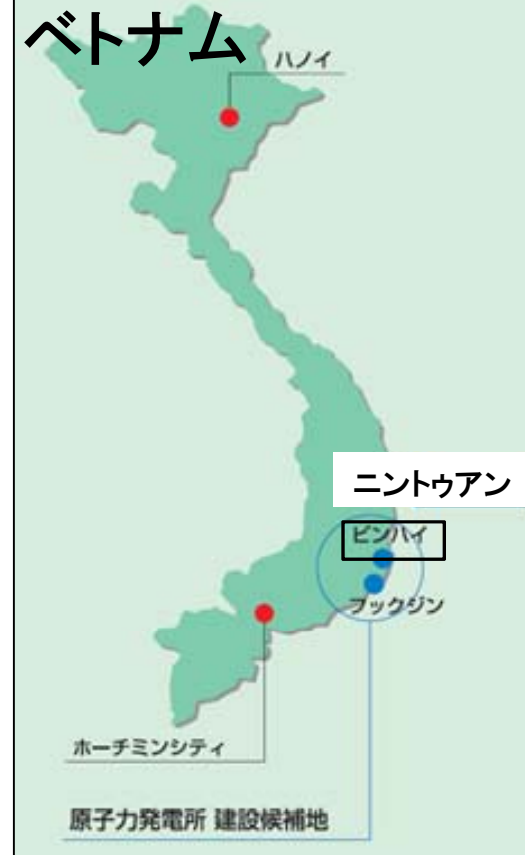 ベトナム
ハノイ
ニントゥアン
ビンハイ
フックジン
ホーチミンシティ
原子力発電所 建設候補地